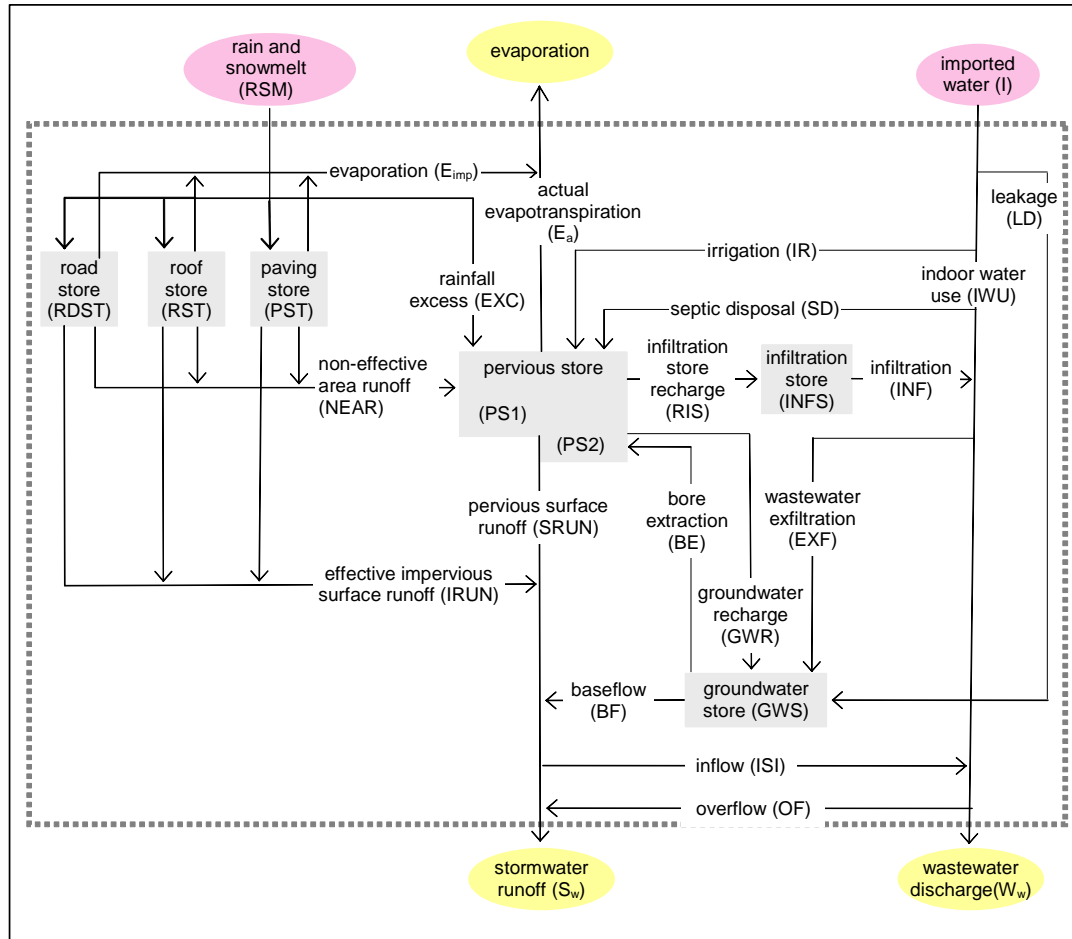 rain and
snowmelt
(RSM)
evaporation
imported
water (I)
evaporation (Eimp)
actual
evapotranspiration
(Ea)
leakage
(LD)
irrigation (IR)
road
store
(RDST)
roof
store
(RST)
paving
store
(PST)
rainfall
excess (EXC)
indoor water
use (IWU)
septic disposal (SD)
non-effective
area runoff
(NEAR)
pervious store
(PS1)
(PS2)
infiltration
store
recharge
(RIS)
infiltration
store
(INFS)
infiltration
(INF)
pervious surface
runoff (SRUN)
bore
extraction
(BE)
wastewater
exfiltration
(EXF)
effective impervious
surface runoff (IRUN)
groundwater
recharge
(GWR)
baseflow
(BF)
groundwater
store (GWS)
inflow (ISI)
overflow (OF)
stormwater
runoff (Sw)
wastewater
discharge(Ww)